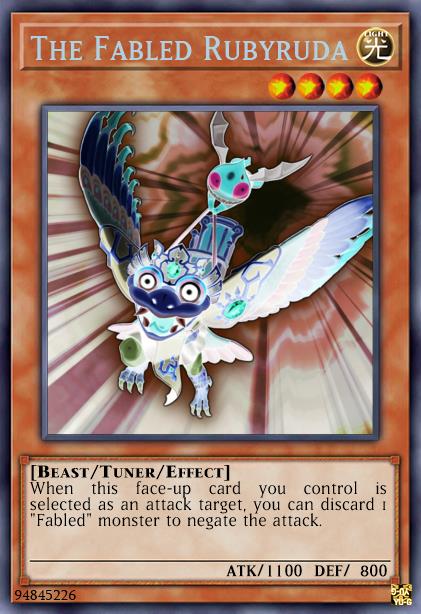 The Fabled Rubyruda
LIGHT
光
[Beast/Tuner/Effect]
When this face-up card you control is
selected as an attack target, you can discard 1
"Fabled" monster to negate the attack.
ATK/1100 DEF/ 800
94845226